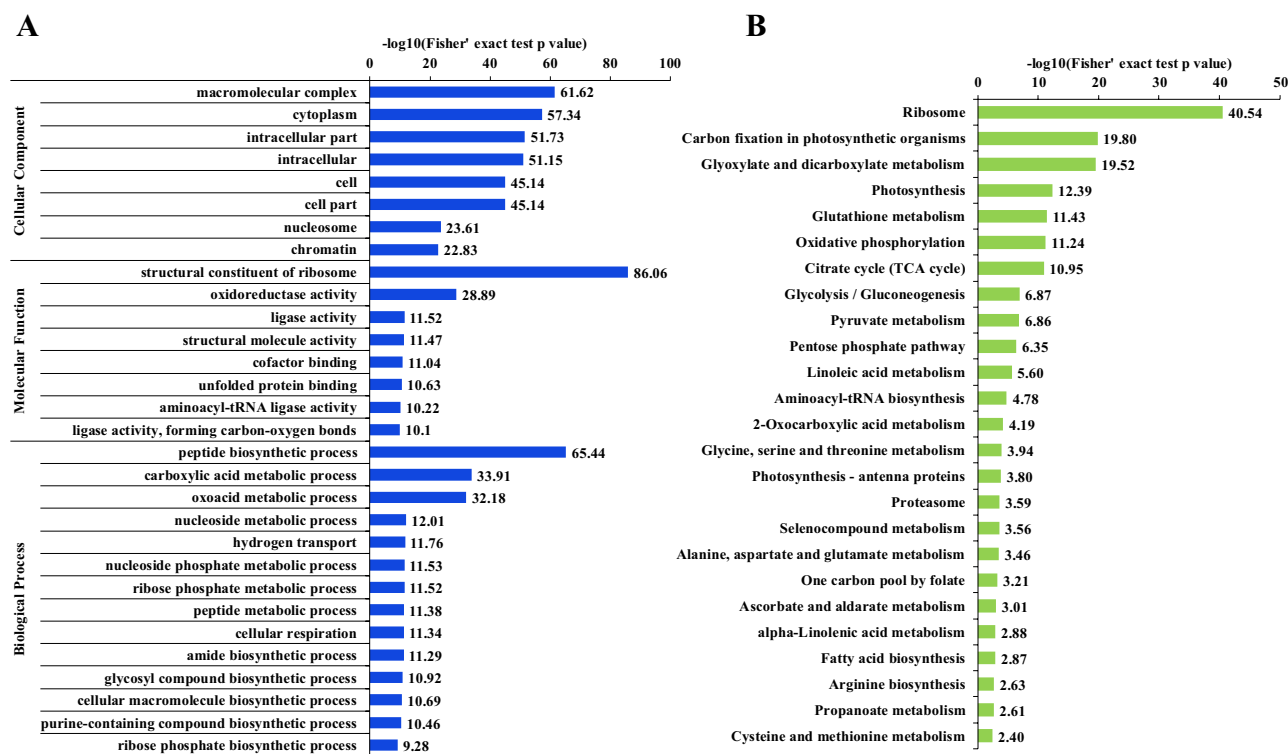 A
-log10(Fisher' exact test p value)
0 20 40 60 80 100
Cellular Component
macromolecular complex 61.62
cytoplasm 57.34
intracellular part 51.73
intracellular 51.15
cell 45.14
cell part 45.14
nucleosome 23.61
chromatin 22.83
Molecular Function
structural constituent of ribosome 86.06
oxidoreductase activity 28.89
ligase activity 11.52
structural molecule activity 11.47
cofactor binding 11.04
unfolded protein binding 10.63
aminoacyl-tRNA ligase activity 10.22
ligase activity, forming carbon-oxygen bonds 10.1
Biological Process
peptide biosynthetic process 65.44
carboxylic acid metabolic process 33.91
oxoacid metabolic process 32.18
nucleoside metabolic process 12.01
hydrogen transport 11.76
nucleoside phosphate metabolic process 11.53
ribose phosphate metabolic process 11.52
peptide metabolic process 11.38
cellular respiration 11.34
amide biosynthetic process 11.29
glycosyl compound biosynthetic process 10.92
cellular macromolecule biosynthetic process 10.69
purine-containing compound biosynthetic process 10.46
ribose phosphate biosynthetic process 9.28
B
-log10(Fisher' exact test p value)
0 10 20 30 40 50
Ribosome 40.54
Carbon fixation in photosynthetic organisms 19.80
Glyoxylate and dicarboxylate metabolism 19.52
Photosynthesis 12.39
Glutathione metabolism 11.43
Oxidative phosphorylation 11.24
Citrate cycle (TCA cycle) 10.95
Glycolysis / Gluconeogenesis 6.87
Pyruvate metabolism 6.86
Pentose phosphate pathway 6.35
Linoleic acid metabolism 5.60
Aminoacyl-tRNA biosynthesis 4.78
2-Oxocarboxylic acid metabolism 4.19
Glycine, serine and threonine metabolism 3.94
Photosynthesis - antenna proteins 3.80
Proteasome 3.59
Selenocompound metabolism 3.56
Alanine, aspartate and glutamate metabolism 3.46
One carbon pool by folate 3.21
Ascorbate and aldarate metabolism 3.01
alpha-Linolenic acid metabolism 2.88
Fatty acid biosynthesis 2.87
Arginine biosynthesis 2.63
Propanoate metabolism 2.61
Cysteine and methionine metabolism 2.40